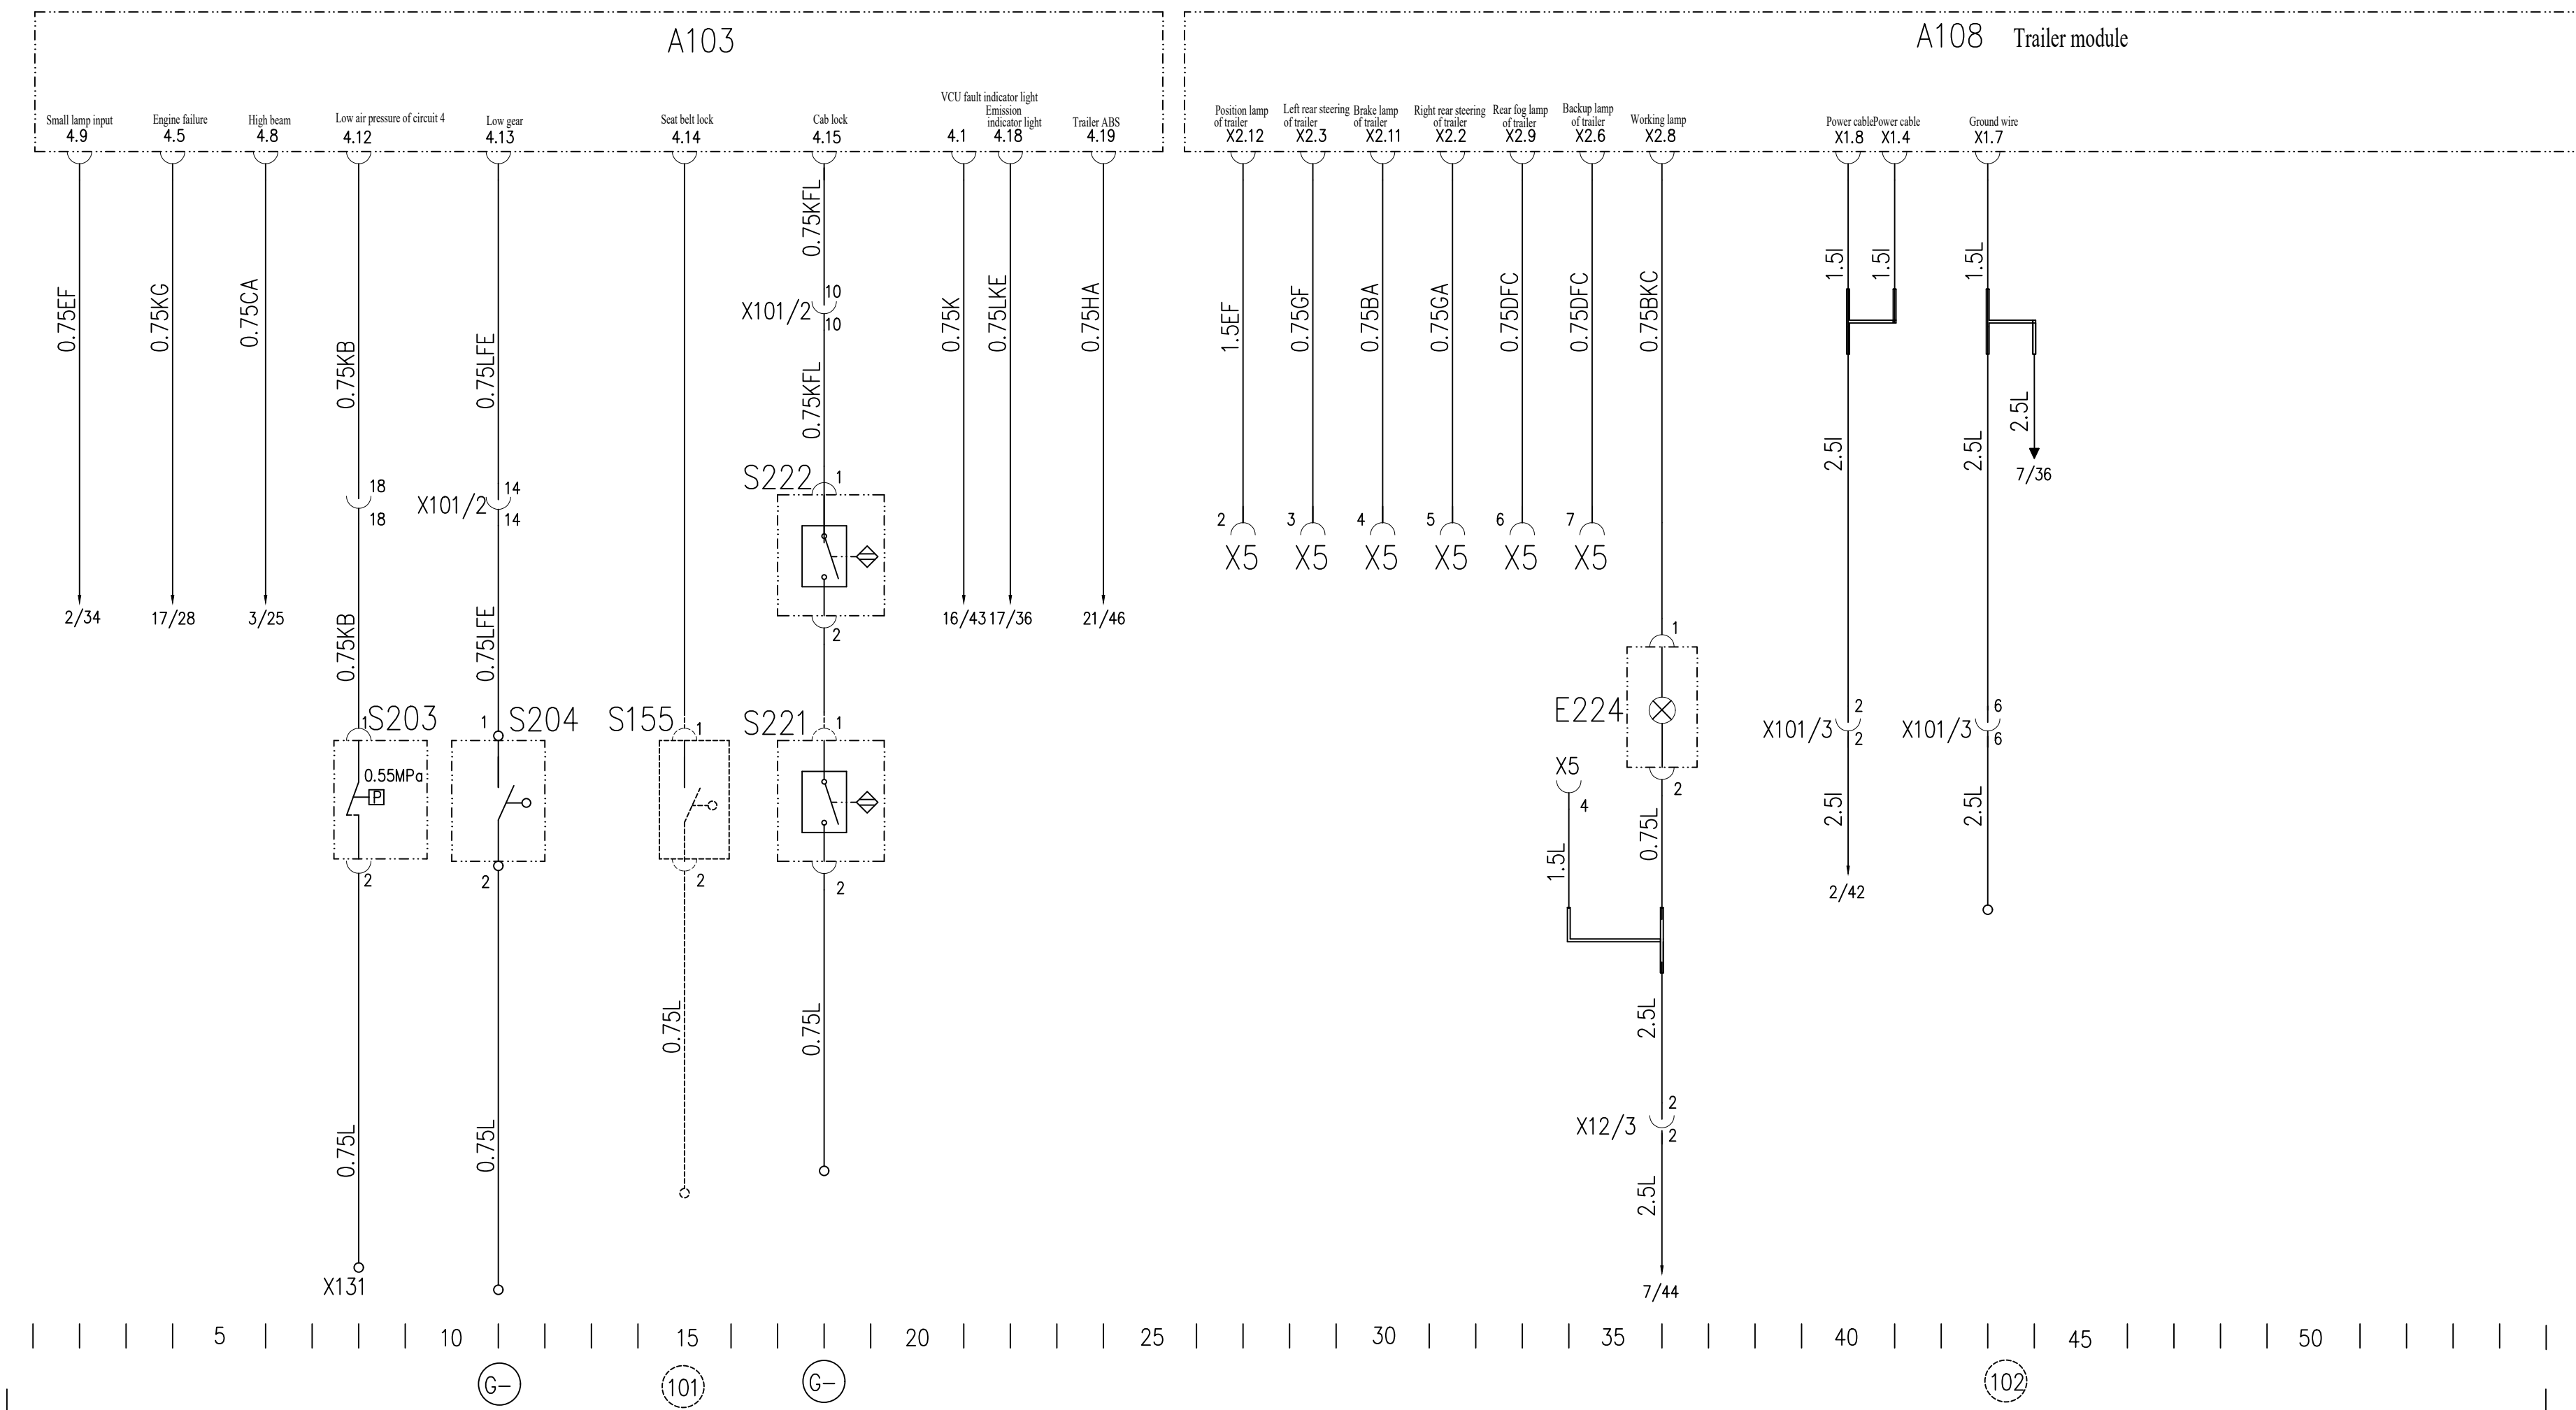 A103
A108 Trailer module
Small lamp input
4.9
Engine failure
4.5
High beam
4.8
Low air pressure of circuit 4
4.12
Low gear
4.13
Seat belt lock
4.14
Cab lock
4.15
VCU fault indicator light
4.1
Emission
indicator light
4.18
Trailer ABS
4.19
Position lamp
of trailer
X2.12
Left rear steering
of trailer
X2.3
Brake lamp
of trailer
X2.11
Right rear steering
of trailer
X2.2
Rear fog lamp
of trailer
X2.9
Backup lamp
of trailer
X2.6
Working lamp
X2.8
Power cable
X1.8
Power cable
X1.4
Ground wire
X1.7
0.75EF
0.75KG
0.75CA
0.75KB
0.75LFE
0.75KFL
10
X101/2
10
0.75KFL
0.75K
0.75LKE
0.75HA
1.5EF
0.75GF
0.75BA
0.75GA
0.75DFC
0.75DFC
0.75BKC
1.5I
1.5I
1.5L
2.5I
2.5L
2.5L
7/36
18
18
X101/2
14
14
S222
1
2
2
X5
3
X5
4
X5
5
X5
6
X5
7
X5
2/34
17/28
3/25
0.75KB
0.75LFE
16/43
17/36
21/46
1
S203
0.55MPa
P
2
1
S204
2
S155
1
2
S221
1
2
1
E224
2
X5
4
1.5L
0.75L
X101/3
2
2
X101/3
6
6
2.5I
2.5L
2/42
0.75L
0.75L
0.75L
0.75L
2.5L
X12/3
2
2
2.5L
7/44
X131
5
10
15
20
25
30
35
40
45
50
G-
101
G-
102